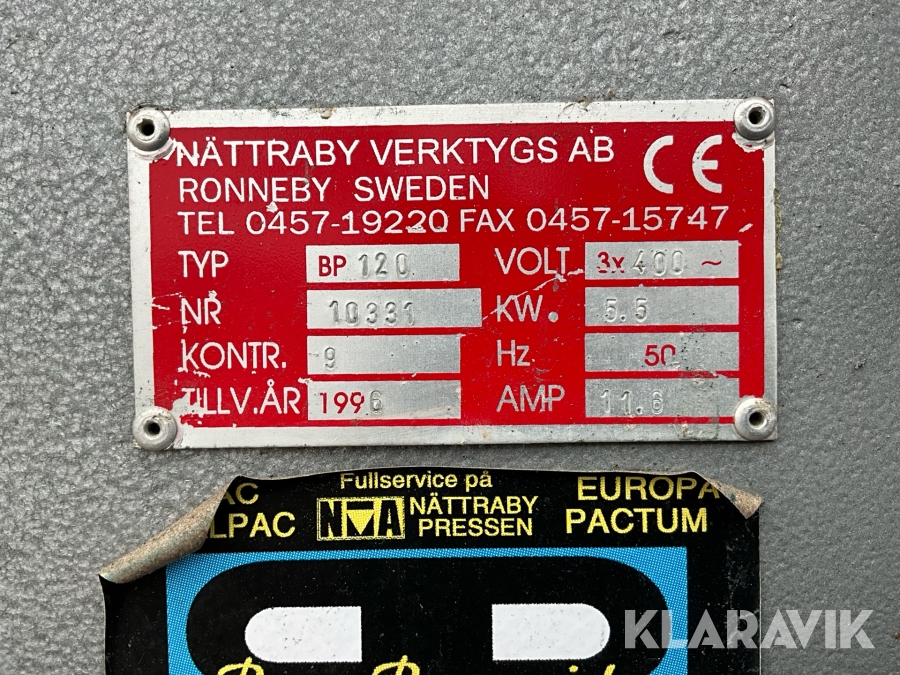 NÄTTRABY VERKTYGS AB CE
RONNEBY SWEDEN
TEL 0457-19220 FAX 0457-15747
TYP BP 120 VOLT 3x 400 ~
NR 10331 KW. 5.5
KONTR. 9 Hz 50
TILLV.ÅR 1996 AMP 11.6
Fullservice på
NÄTTRABY
PRESSEN
EUROPA
PACTUM
KLARAVIK